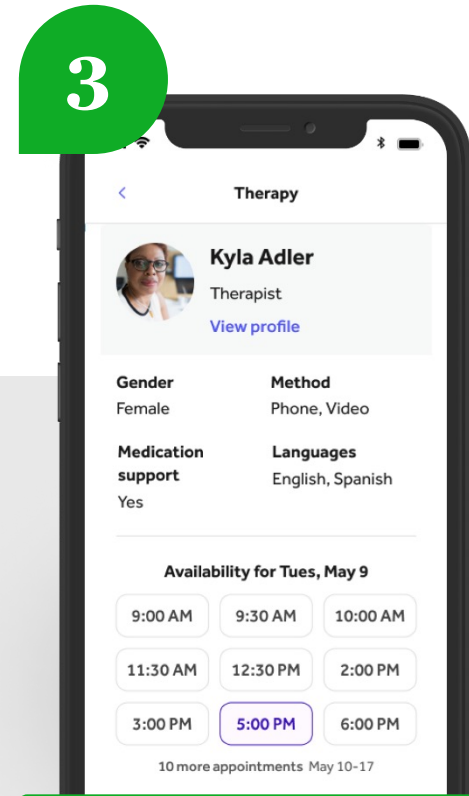 3
Therapy
Kyla Adler
Therapist
View profile
Gender
Female
Method
Phone, Video
Medication
support
Yes
Languages
English, Spanish
Availability for Tues, May 9
9:00 AM 9:30 AM 10:00 AM
11:30 AM 12:30 PM 2:00 PM
3:00 PM 5:00 PM 6:00 PM
10 more appointments May 10-17